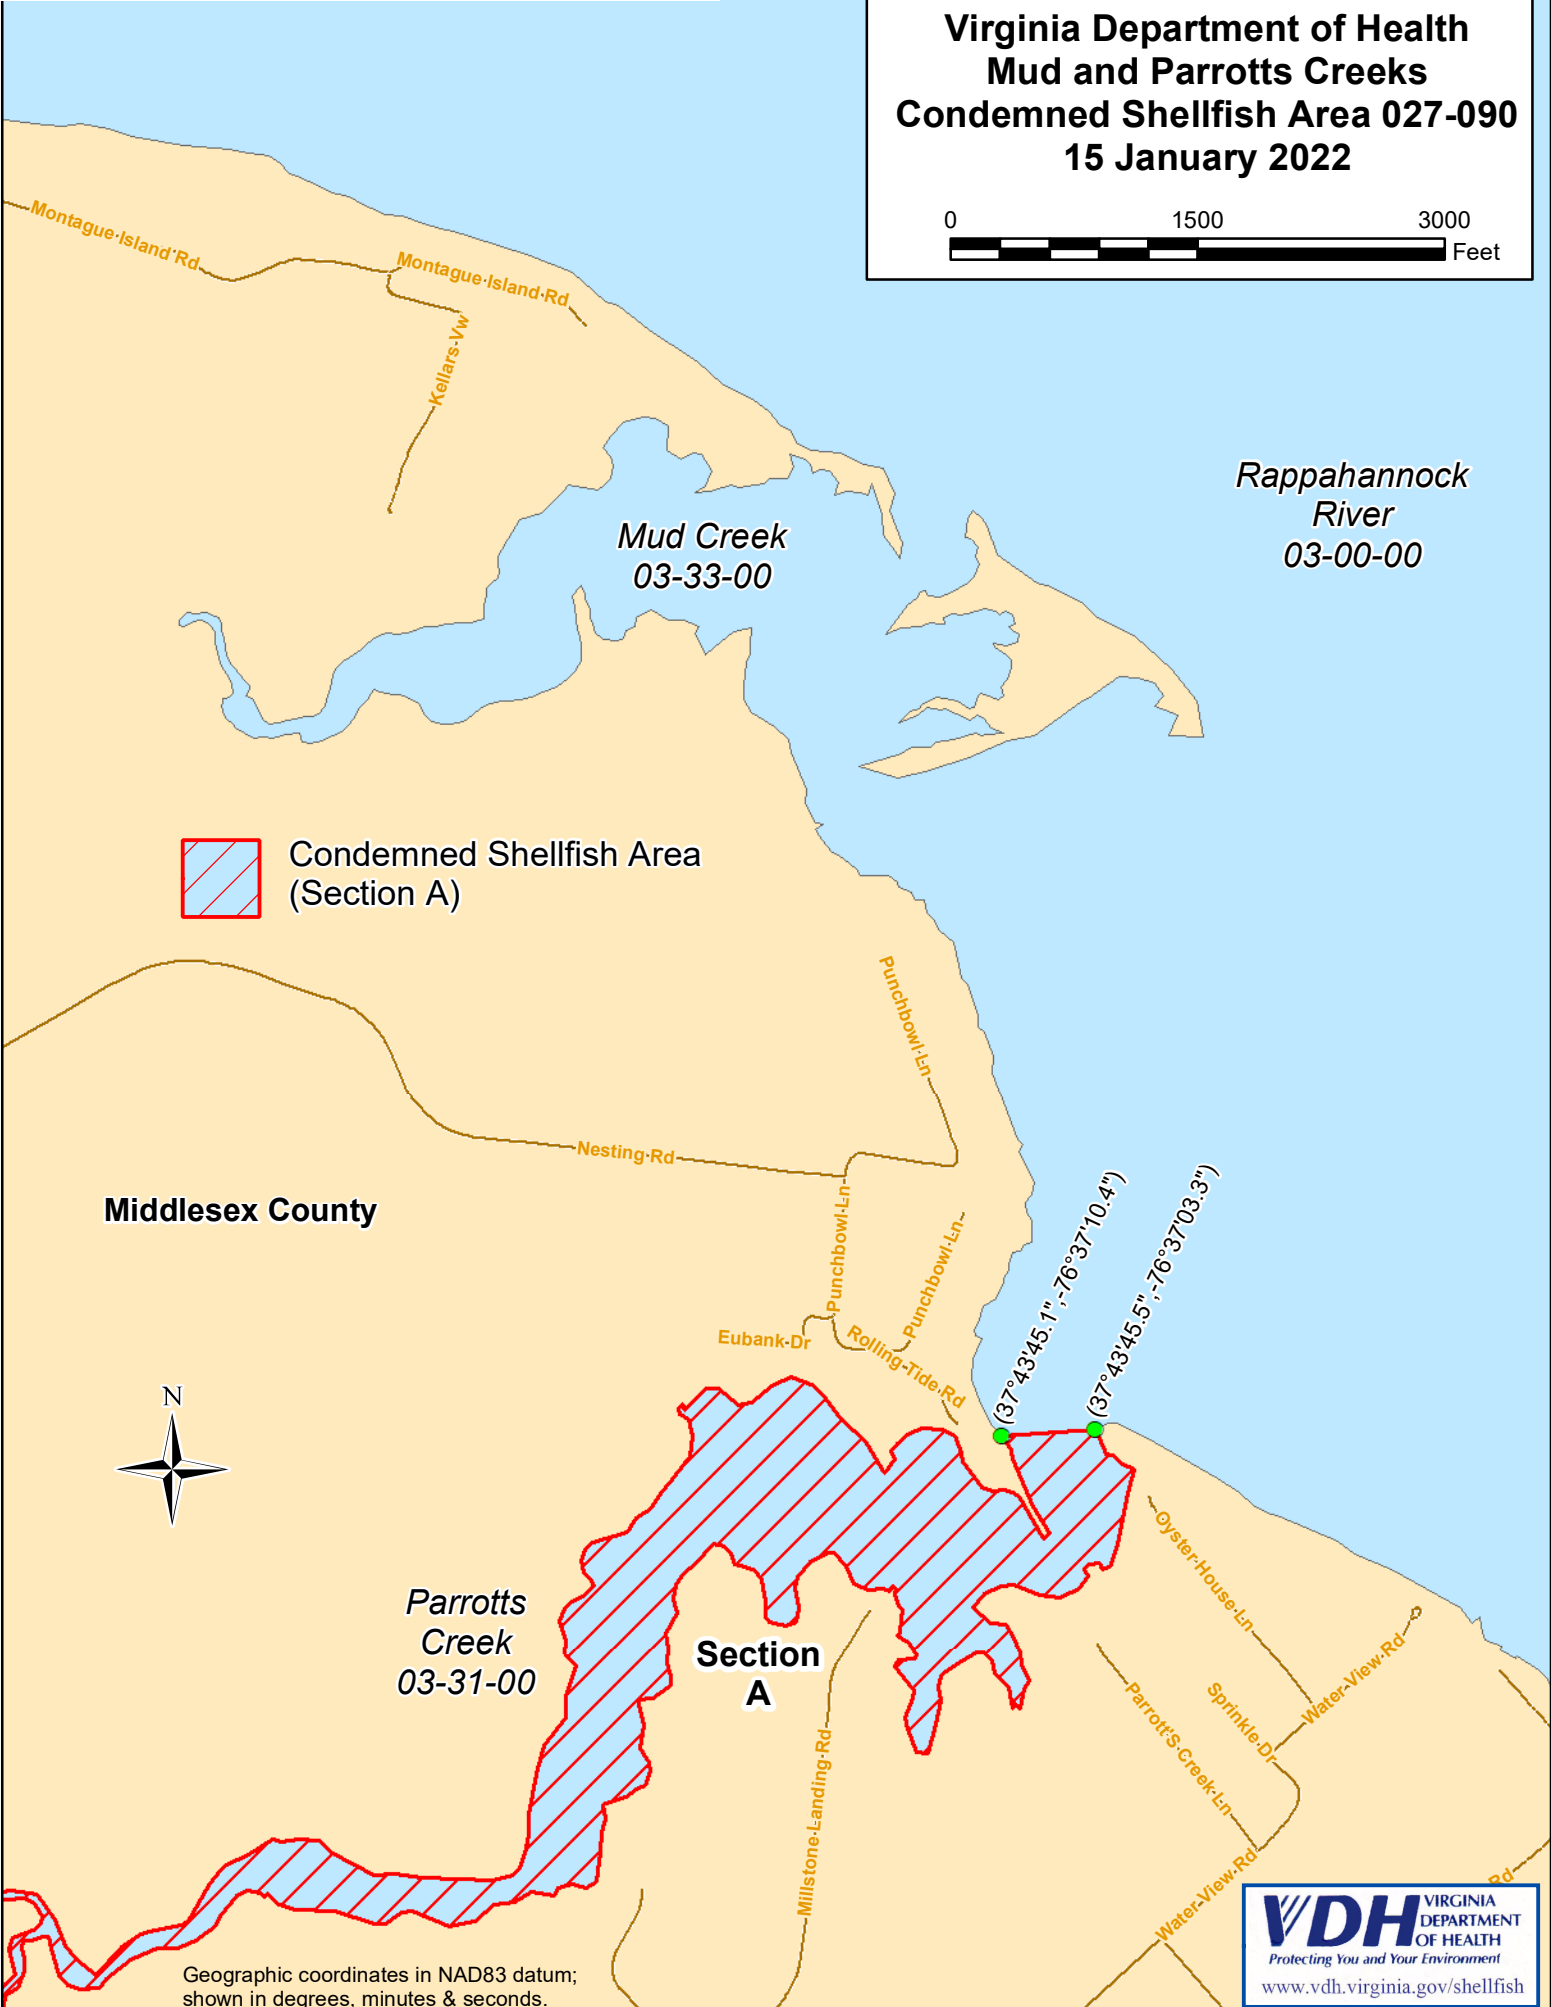 Virginia Department of Health
Mud and Parrotts Creeks
Condemned Shellfish Area 027-090
15 January 2022
0 1500 3000
Feet
Montague Island Rd
Montague Island Rd
Kellars Vw
Rappahannock
River
03-00-00
Mud Creek
03-33-00
Condemned Shellfish Area
(Section A)
Punchbowl Ln
Nesting Rd
Middlesex County
Punchbowl Ln
Punchbowl Ln
(37°43'45.1",-76°37'10.4")
(37°43'45.5",-76°37'03.3")
Eubank Dr
Rolling Tide Rd
N
Oyster House Ln
Parrotts
Creek
03-31-00
Section
A
Water View Rd
Sprinkle Dr
Parrott'S Creek Ln
Millstone Landing Rd
Water View Rd
Rd
VDH VIRGINIA
DEPARTMENT
OF HEALTH
Protecting You and Your Environment
www.vdh.virginia.gov/shellfish
Geographic coordinates in NAD83 datum;
shown in degrees, minutes & seconds.